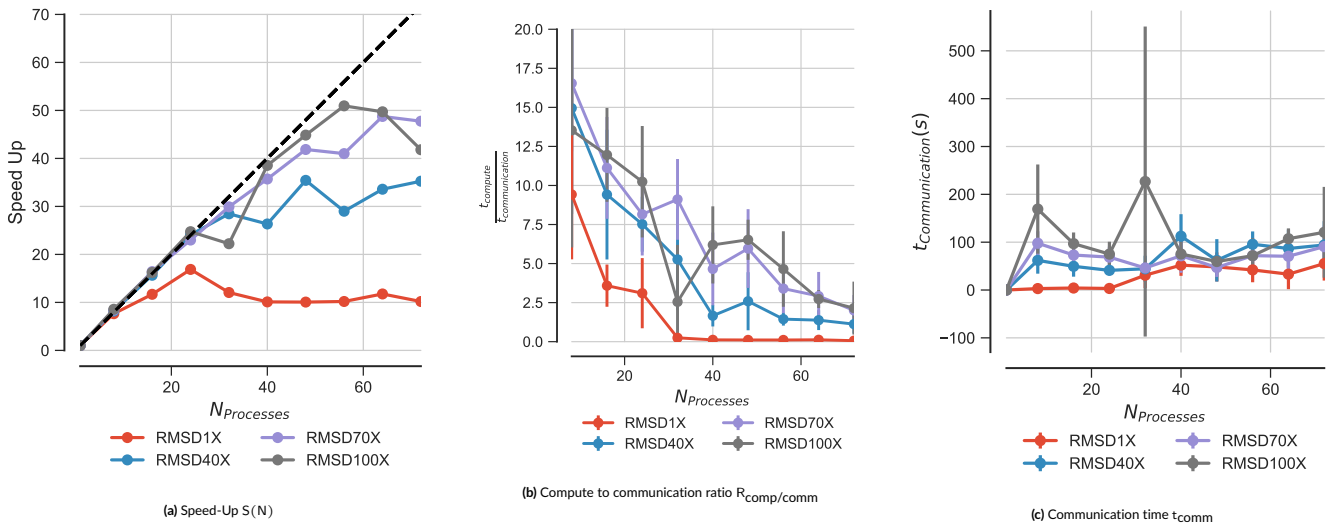 70
60
50
40
30
20
10
0
Speed Up
20
40
60
N_Processes
RMSD1X
RMSD70X
RMSD40X
RMSD100X
(a) Speed-Up S(N)
20.0
17.5
15.0
12.5
10.0
7.5
5.0
2.5
0.0
t_compute
t_communication
20
40
60
N_Processes
RMSD1X
RMSD70X
RMSD40X
RMSD100X
(b) Compute to communication ratio R_comp/comm
500
400
300
200
100
0
−100
t_Communication(s)
20
40
60
N_Processes
RMSD1X
RMSD70X
RMSD40X
RMSD100X
(c) Communication time t_comm